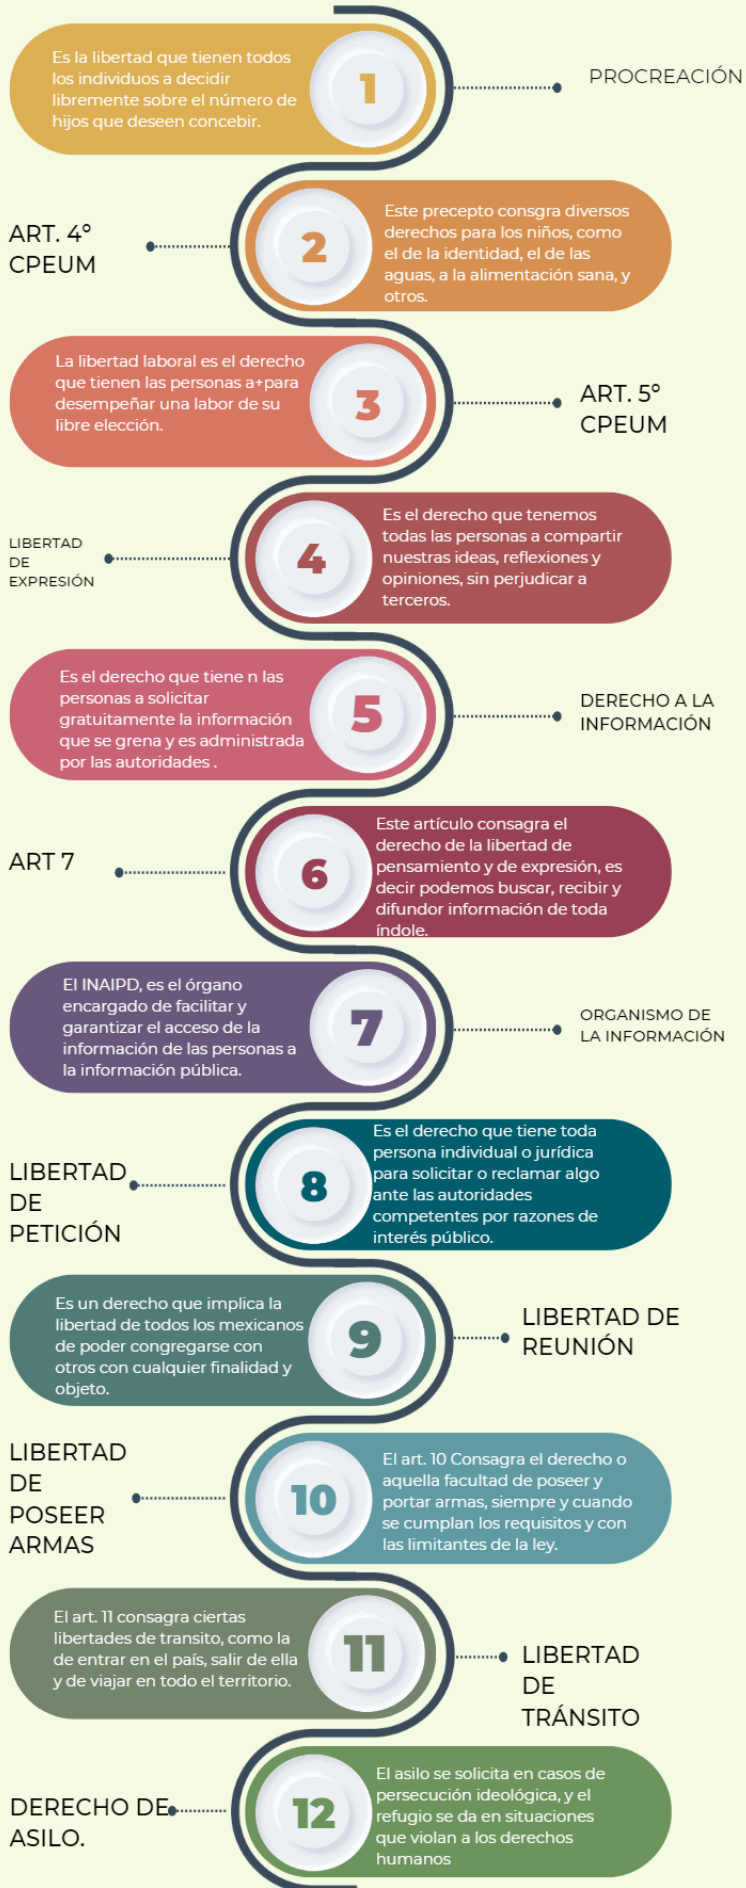 Es la libertad que tienen todos
los individuos a decidir
libremente sobre el número de
hijos que deseen concebir.
1
PROCREACIÓN
ART. 4º
CPEUM
2
Este precepto consgra diversos
derechos para los niños, como
el de la identidad, el de las
aguas, a la alimentación sana, y
otros.
La libertad laboral es el derecho
que tienen las personas a+para
desempeñar una labor de su
libre elección.
3
ART. 5º
CPEUM
LIBERTAD
DE
EXPRESIÓN
4
Es el derecho que tenemos
todas las personas a compartir
nuestras ideas, reflexiones y
opiniones, sin perjudicar a
terceros.
Es el derecho que tiene n las
personas a solicitar
gratuitamente la información
que se grena y es administrada
por las autoridades .
5
DERECHO A LA
INFORMACIÓN
ART 7
6
Este artículo consagra el
derecho de la libertad de
pensamiento y de expresión, es
decir podemos buscar, recibir y
difundor información de toda
índole.
El INAIPD, es el órgano
encargado de facilitar y
garantizar el acceso de la
información de las personas a
la información pública.
7
ORGANISMO DE
LA INFORMACIÓN
LIBERTAD
DE
PETICIÓN
8
Es el derecho que tiene toda
persona individual o jurídica
para solicitar o reclamar algo
ante las autoridades
competentes por razones de
interés público.
Es un derecho que implica la
libertad de todos los mexicanos
de poder congregarse con
otros con cualquier finalidad y
objeto.
9
LIBERTAD DE
REUNIÓN
LIBERTAD
DE
POSEER
ARMAS
10
El art. 10 Consagra el derecho o
aquella facultad de poseer y
portar armas, siempre y cuando
se cumplan los requisitos y con
las limitantes de la ley.
El art. 11 consagra ciertas
libertades de transito, como la
de entrar en el país, salir de ella
y de viajar en todo el territorio.
11
LIBERTAD
DE
TRÁNSITO
DERECHO DE
ASILO.
12
El asilo se solicita en casos de
persecución ideológica, y el
refugio se da en situaciones
que violan a los derechos
humanos